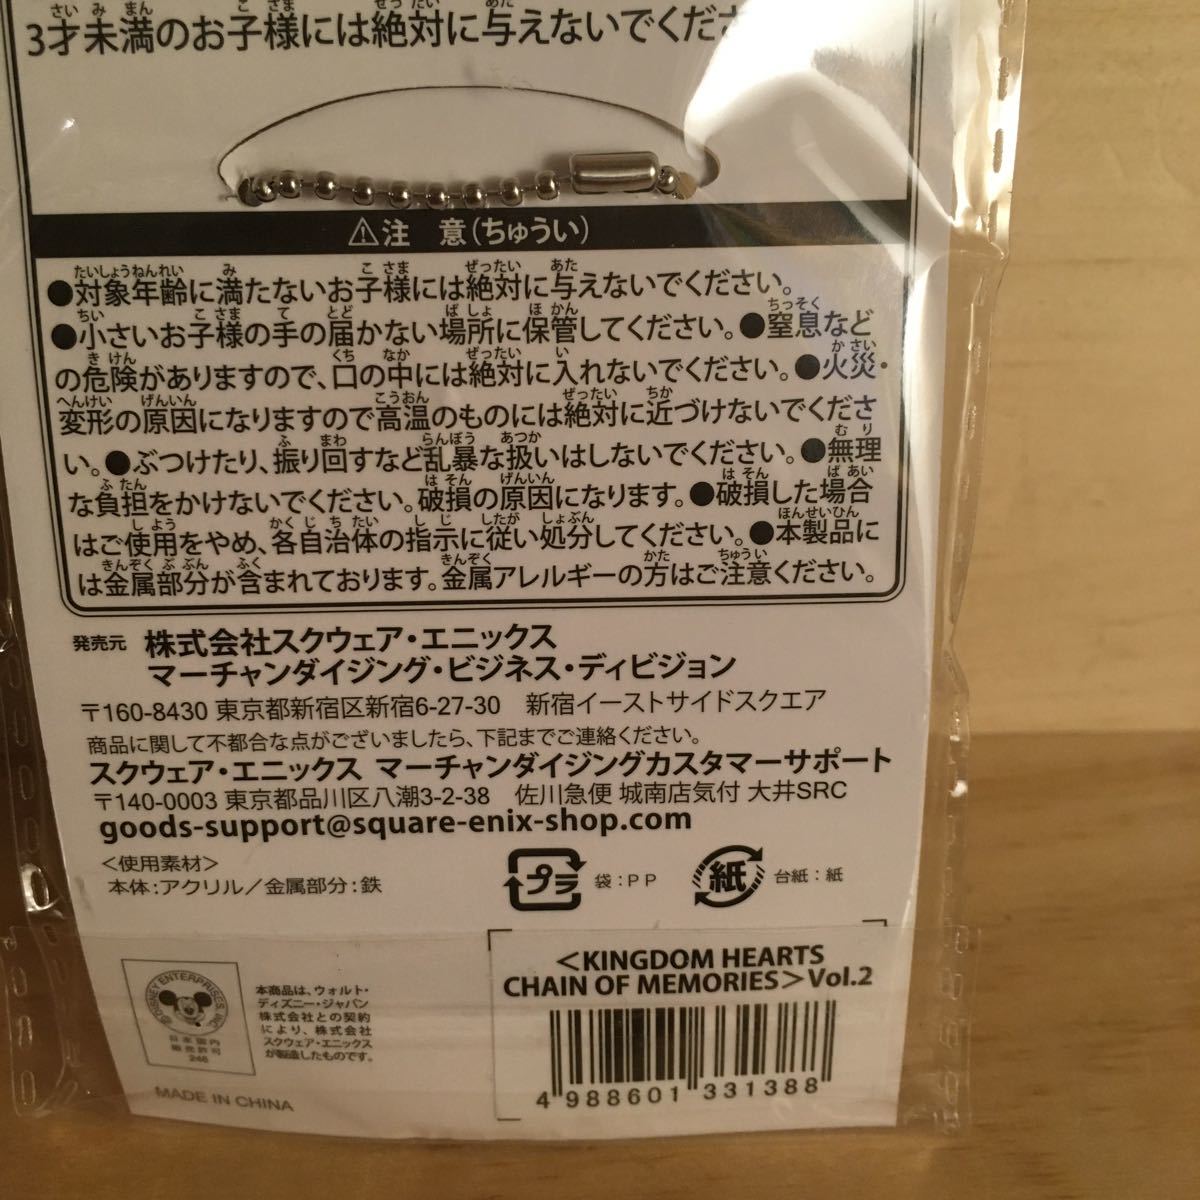 3才未満のお子様には絶対に与えないでくださ
⚠注 意(ちゅうい)
●対象年齢に満たないお子様には絶対に与えないでください。
●小さいお子様の手の届かない場所に保管してください。●窒息など
の危険がありますので、口の中には絶対に入れないでください。●火災・
変形の原因になりますので高温のものには絶対に近づけないでくださ
い。●ぶつけたり、振り回すなど乱暴な扱いはしないでください。●無理
な負担をかけないでください。破損の原因になります。●破損した場合
はご使用をやめ、各自治体の指示に従い処分してください。●本製品に
は金属部分が含まれております。金属アレルギーの方はご注意ください。
発売元 株式会社スクウェア・エニックス
マーチャンダイジング・ビジネス・ディビジョン
〒160-8430 東京都新宿区新宿6-27-30 新宿イーストサイドスクエア
商品に関して不都合な点がございましたら、下記までご連絡ください。
スクウェア・エニックス マーチャンダイジングカスタマーサポート
〒140-0003 東京都品川区八潮3-2-38 佐川急便 城南店気付 大井SRC
goods-support@square-enix-shop.com
<使用素材>
本体:アクリル/金属部分:鉄
プラ 袋:PP
紙 台紙:紙
©DISNEY ENTERPRISES, INC.
日本国内
販売許可
246
本商品は、ウォルト・
ディズニー・ジャパン
株式会社との契約
により、株式会社
スクウェア・エニックス
が製造したものです。
MADE IN CHINA
<KINGDOM HEARTS
CHAIN OF MEMORIES>Vol.2
4 988601 331388